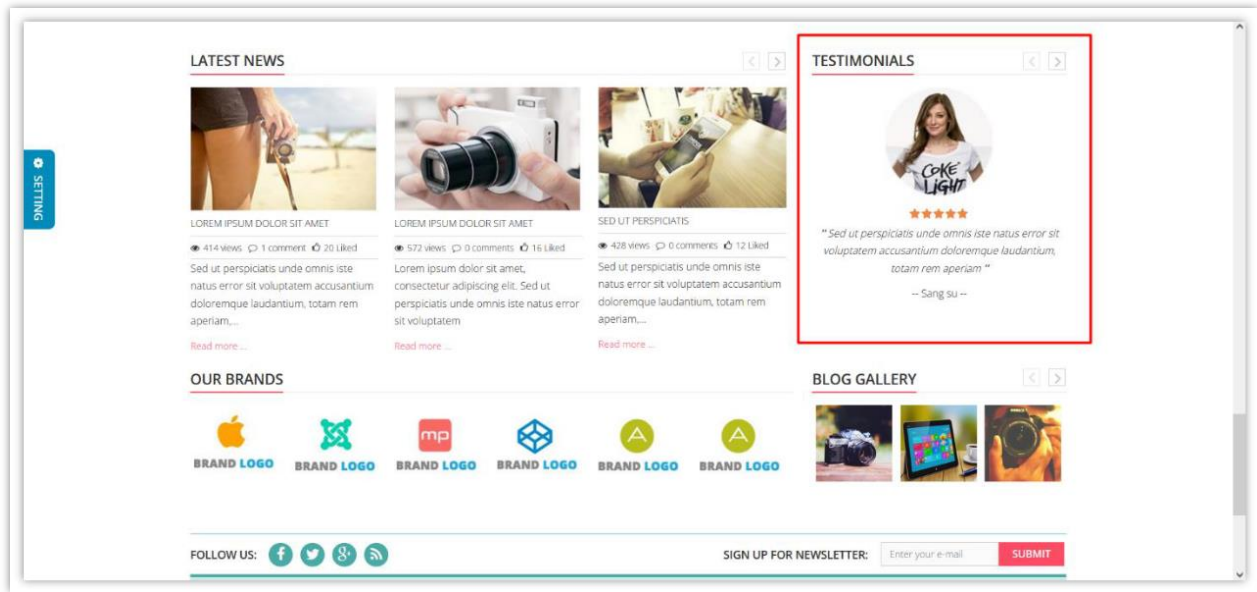 SETTING
LATEST NEWS
LOREM IPSUM DOLOR SIT AMET
414 views 1 comment 20 Liked
Sed ut perspiciatis unde omnis iste
natus error sit voluptatem accusantium
doloremque laudantium, totam rem
aperiam,...
Read more ...
LOREM IPSUM DOLOR SIT AMET
572 views 0 comments 16 Liked
Lorem ipsum dolor sit amet,
consectetur adipiscing elit. Sed ut
perspiciatis unde omnis iste natus error
sit voluptatem
Read more ...
SED UT PERSPICIATIS
428 views 0 comments 12 Liked
Sed ut perspiciatis unde omnis iste
natus error sit voluptatem accusantium
doloremque laudantium, totam rem
aperiam,...
Read more ...
TESTIMONIALS
COKE
LIGHT
"Sed ut perspiciatis unde omnis iste natus error sit
voluptatem accusantium doloremque laudantium,
totam rem aperiam "
-- Sang su --
OUR BRANDS
BRAND LOGO
BRAND LOGO
mp
BRAND LOGO
BRAND LOGO
A
BRAND LOGO
A
BRAND LOGO
BLOG GALLERY
FOLLOW US:
SIGN UP FOR NEWSLETTER:
Enter your e-mail
SUBMIT